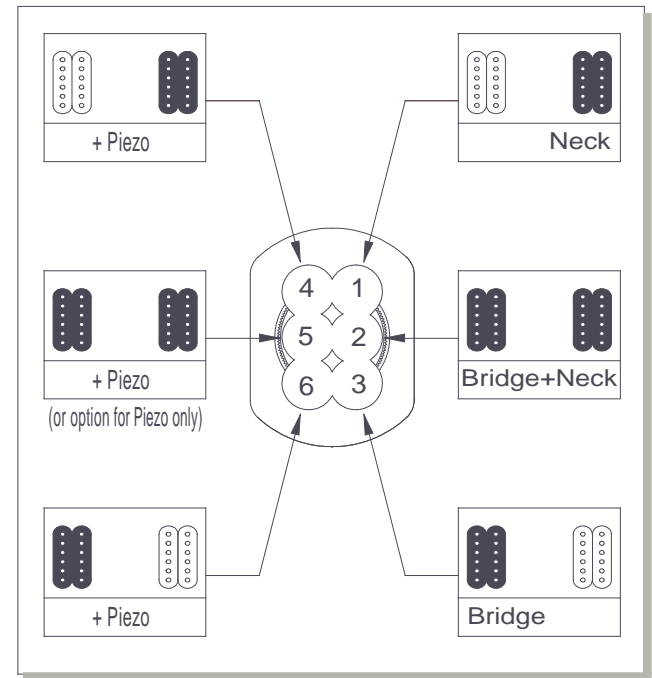 + Piezo
Neck
4 1
5 2
6 3
+ Piezo
(or option for Piezo only)
Bridge+Neck
+ Piezo
Bridge